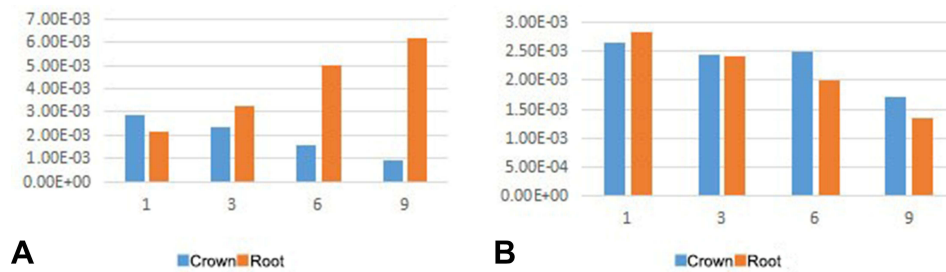 7.00E-03
6.00E-03
5.00E-03
4.00E-03
3.00E-03
2.00E-03
1.00E-03
0.00E+00
1 3 6 9
A
Crown Root
3.00E-03
2.50E-03
2.00E-03
1.50E-03
1.00E-03
5.00E-04
0.00E+00
1 3 6 9
B
Crown Root